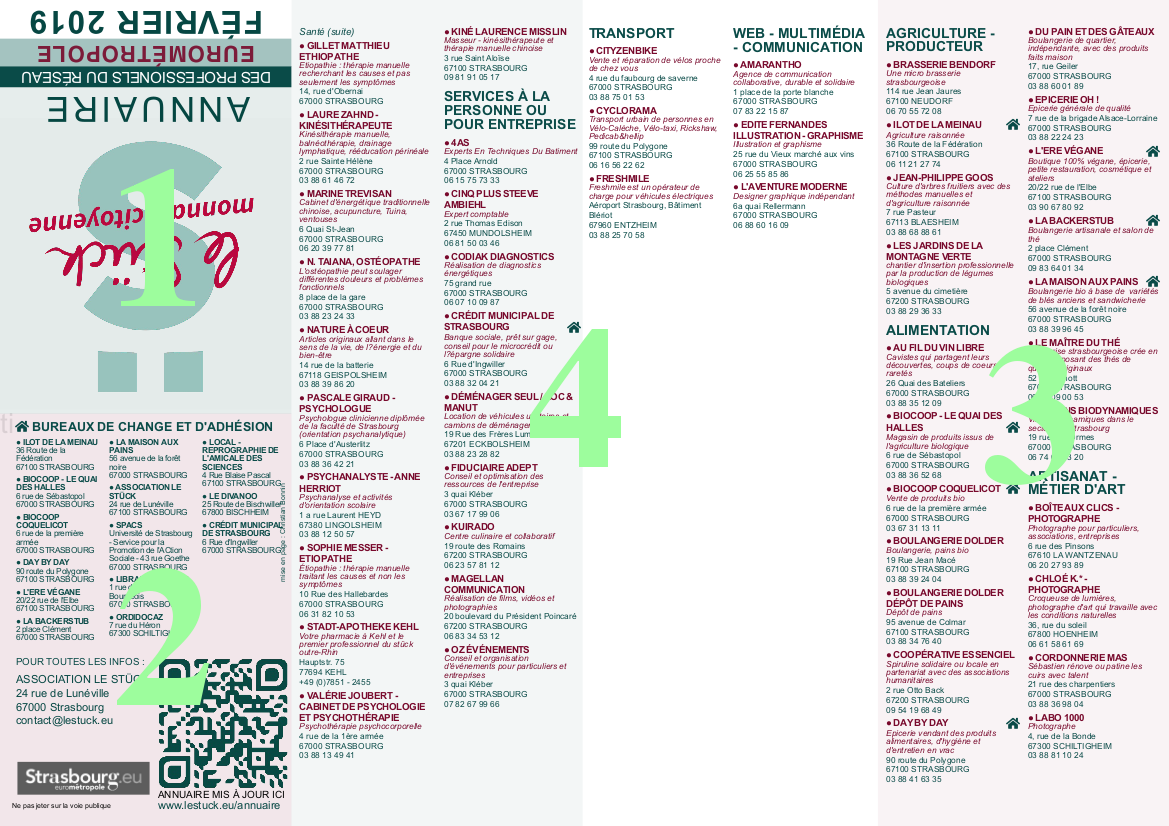 le Stück
monna citoyenne
1
ANNUAIRE
DES PROFESSIONELS DU RÉSEAU
EUROMÉTROPOLE
FÉVRIER 2019
BUREAUX DE CHANGE ET D'ADHÉSION
● ILOT DE LA MEINAU
36 Route de la
Fédération
67100 STRASBOURG
● BIOCOOP - LE QUAI
DES HALLES
6 rue de Sébastopol
67000 STRASBOURG
● BIOCOOP
COQUELICOT
6 rue de la première
armée
67000 STRASBOURG
● DAY BY DAY
90 route du Polygone
67100 STRASBOURG
● L'ERE VÉGANE
20/22 rue de l'Elbe
67100 STRASBOURG
● LA BACKERSTUB
2 place Clément
67000 STRASBOURG
● LA MAISON AUX
PAINS
56 avenue de la forêt
noire
67000 STRASBOURG
● ASSOCIATION LE
STÜCK
24 rue de Lunéville
67100 STRASBOURG
● SPACS
Université de Strasbourg
- Service pour la
Promotion de l'ACtion
Sociale - 43 rue Goethe
67000 STRASBOURG
● LIBRA
1 rue d
Bour ois
670 STRASBO
● ORDIDOCAZ
7 rue du Héron
67300 SCHILTIG
● LOCAL -
REPROGRAPHIE DE
L'AMICALE DES
SCIENCES
4 Rue Blaise Pascal
67100 STRASBOURG
● LE DIVANOO
25 Route de Bischwiller
67800 BISCHHEIM
● CRÉDIT MUNICIPAL
DE STRASBOURG
6 Rue d'Ingwiller
67000 STRASBOURG
mise en page : Christian Bonnin
2
POUR TOUTES LES INFOS :
ASSOCIATION LE STÜC
24 rue de Lunéville
67000 Strasbourg
contact@lestuck.eu
Strasbourg.eu
eurométropole
ANNUAIRE MIS À JOUR ICI
www.lestuck.eu/annuaire
Ne pas jeter sur la voie publique
Santé (suite)
● GILLET MATTHIEU
ETHIOPATHE
Etiopathie : thérapie manuelle
recherchant les causes et pas
seulement les symptômes
14, rue d'Obernai
67000 STRASBOURG
● LAURE ZAHND -
KINÉSITHÉRAPEUTE
Kinésithérapie manuelle,
balnéothérapie, drainage
lymphatique, rééducation périnéale
2 rue Sainte Hélène
67000 STRASBOURG
03 88 61 46 72
● MARINE TREVISAN
Cabinet d'énergétique traditionnelle
chinoise, acupuncture, Tuina,
ventouses
6 Quai St-Jean
67000 STRASBOURG
06 20 39 77 81
● N. TAIANA, OSTÉOPATHE
L'ostéopathie peut soulager
différentes douleurs et problèmes
fonctionnels
8 place de la gare
67000 STRASBOURG
03 88 23 24 33
● NATURE À COEUR
Articles originaux allant dans le
sens de la vie, de l?énergie et du
bien-être
14 rue de la batterie
67118 GEISPOLSHEIM
03 88 39 86 20
● PASCALE GIRAUD -
PSYCHOLOGUE
Psychologue clinicienne diplômée
de la faculté de Strasbourg
(orientation psychanalytique)
6 Place d'Austerlitz
67000 STRASBOURG
03 88 36 42 21
● PSYCHANALYSTE - ANNE
HERROT
Psychanalyse et activités
d'orientation scolaire
1 a rue Laurent HEYD
67380 LINGOLSHEIM
03 88 12 50 57
● SOPHIE MESSER -
ETIOPATHE
Étiopathie : thérapie manuelle
traitant les causes et non les
symptômes
10 Rue des Hallebardes
67000 STRASBOURG
06 31 82 10 53
● STADT-APOTHEKE KEHL
Votre pharmacie à Kehl et le
premier professionnel du stück
outre-Rhin
Hauptstr. 75
77694 KEHL
+49 (0)7851 - 2455
● VALÉRIE JOUBERT -
CABINET DE PSYCHOLOGIE
ET PSYCHOTHÉRAPIE
Psychothérapie psychocorporelle
4 rue de la 1ère armée
67000 STRASBOURG
03 88 13 49 41
● KINÉ LAURENCE MISSLIN
Masseur - kinésithérapeute et
thérapie manuelle chinoise
3 rue Saint Aloïse
67100 STRASBOURG
09 81 91 05 17
SERVICES À LA
PERSONNE OU
POUR ENTREPRISE
● 4AS
Experts En Techniques Du Batiment
4 Place Arnold
67000 STRASBOURG
06 15 75 73 33
● CINQ PLUS STEEVE
AMBIEHL
Expert comptable
2 rue Thomas Edison
67450 MUNDOLSHEIM
06 81 50 03 46
● CODIAK DIAGNOSTICS
Réalisation de diagnostics
énergétiques
75 grand rue
67000 STRASBOURG
06 07 10 09 87
● CRÉDIT MUNICIPAL DE
STRASBOURG
Banque sociale, prêt sur gage,
conseil pour le microcrédit ou
l?épargne solidaire
6 Rue d'Ingwiller
67000 STRASBOURG
03 88 32 04 21
● DÉMÉNAGER SEUL / OC &
MANUT
Location de véhicules utilitaire et
camions de déménager
19 Rue des Frères Lum
67201 ECKBOLSHEIM
03 88 23 28 82
● FIDUCIAIRE ADEPT
Conseil et optimisation des
ressources de l'entreprise
3 quai Kléber
67000 STRASBOURG
03 67 17 99 06
● KUIRADO
Centre culinaire et collaboratif
19 route des Romains
67200 STRASBOURG
06 23 57 81 12
● MAGELLAN
COMMUNICATION
Réalisation de films, vidéos et
photographies
20 boulevard du Président Poincaré
67200 STRASBOURG
06 83 34 53 12
● OZ ÉVÉNEMENTS
Conseil et organisation
d'événements pour particuliers et
entreprises
3 quai Kléber
67000 STRASBOURG
07 82 67 99 66
4
TRANSPORT
● CITYZENBIKE
Vente et réparation de vélos proche
de chez vous
4 rue du faubourg de saverne
67000 STRASBOURG
03 88 75 01 53
● CYCLORAMA
Transport urbain de personnes en
Vélo-Calèche, Vélo-taxi, Rickshaw,
Pedicab&hellip
99 route du Polygone
67100 STRASBOURG
06 16 56 22 62
● FRESHMILE
Freshmile est un opérateur de
charge pour véhicules électriques
Aéroport Strasbourg, Bâtiment
Blériot
67960 ENTZHEIM
03 88 25 70 58
WEB - MULTIMÉDIA
- COMMUNICATION
● AMARANTHO
Agence de communication
collaborative, durable et solidaire
1 place de la porte blanche
67000 STRASBOURG
07 83 22 15 87
● EDITE FERNANDES
ILLUSTRATION - GRAPHISME
Illustration et graphisme
25 rue du Vieux marché aux vins
67000 STRASBOURG
06 25 55 85 86
● L'AVENTURE MODERNE
Designer graphique indépendant
6a quai Rellermann
67000 STRASBOURG
06 88 60 16 09
AGRICULTURE -
PRODUCTEUR
● BRASSERIE BENDORF
Une micro brasserie
strasbourgeoise
114 rue Jean Jaures
67100 NEUDORF
06 70 55 72 08
● ILOT DE LA MEINAU
Agriculture raisonnée
36 Route de la Fédération
67100 STRASBOURG
06 11 21 27 74
● JEAN-PHILIPPE GOOS
Culture d'arbres fruitiers avec des
méthodes manuelles et
d'agriculture raisonnée
7 rue Pasteur
67113 BLAESHEIM
03 88 68 88 61
● LES JARDINS DE LA
MONTAGNE VERTE
chantier d'insertion professionnelle
par la production de légumes
biologiques
5 avenue du cimetière
67200 STRASBOURG
03 88 29 36 33
ALIMENTATION
● AU FIL DU VIN LIBRE
Cavistes qui partagent leurs
découvertes, coups de coeur
raretés
26 Quai des Bateliers
67000 STRASBOURG
03 88 35 12 09
● BIOCOOP - LE QUAI DES
HALLES
Magasin de produits issus de
l'agriculture biologique
6 rue de Sébastopol
67000 STRASBOURG
03 88 36 52 68
● BIOCOOP COQUELICOT
Vente de produits bio
6 rue de la première armée
67000 STRASBOURG
03 67 31 13 11
● BOULANGERIE DOLDER
Boulangerie, pains bio
19 Rue Jean Macé
67100 STRASBOURG
03 88 39 24 04
● BOULANGERIE DOLDER
DÉPÔT DE PAINS
Dépôt de pains
95 avenue de Colmar
67100 STRASBOURG
03 88 34 76 40
● COOPÉRATIVE ESSENCIEL
Spiruline solidaire ou locale en
partenariat avec des associations
humanitaires
2 rue Otto Back
67200 STRASBOURG
09 54 19 68 49
● DAY BY DAY
Epicerie vendant des produits
alimentaires, d'hygiène et
d'entretien en vrac
90 route du Polygone
67100 STRASBOURG
03 88 41 63 35
● DU PAIN ET DES GÂTEAUX
Boulangerie de quartier,
indépendante, avec des produits
faits maison
17, rue Geiler
67000 STRASBOURG
03 88 60 01 89
● EPICERIE OH !
Epicerie générale de qualité
7 rue de la brigade Alsace-Lorraine
67000 STRASBOURG
03 88 22 24 23
● L'ERE VÉGANE
Boutique 100% végane, épicerie,
petite restauration, cosmétique et
ateliers
20/22 rue de l'Elbe
67100 STRASBOURG
03 90 67 80 92
● LA BACKERSTUB
Boulangerie artisanale et salon de
thé
2 place Clément
67000 STRASBOURG
09 83 64 01 34
● LA MAISON AUX PAINS
Boulangerie bio à base de variétés
de blés anciens et sandwicherie
56 avenue de la forêt noire
67000 STRASBOURG
03 88 39 96 45
● LE MAÎTRE DU THÉ
ise strasbourgeoise crée en
posant des thés de
qu originaux
52 ott
67000 STRASBOURG
09 00 53
US BIODYNAMIQUES
amiques dans le
sec trasbourg
19 rue rmes
67000 STRASBOURG
06 74 3 20
3
ARTISANAT -
MÉTIER D'ART
● BOÎTEAUX CLICS -
PHOTOGRAPHE
Photographe pour particuliers,
associations, entreprises
6 rue des Pinsons
67610 LA WANTZENAU
06 20 27 93 89
● CHLOÉ K.* -
PHOTOGRAPHE
Croqueuse de lumières,
photographe d'art qui travaille avec
les conditions naturelles
36, rue du soleil
67800 HOENHEIM
06 61 58 61 69
● CORDONNERIE MAS
Sébastien rénove ou patine les
cuirs avec talent
21 rue des charpentiers
67000 STRASBOURG
03 88 36 98 04
● LABO 1000
Photographe
4, rue de la Bonde
67300 SCHILTIGHEIM
03 88 81 10 24